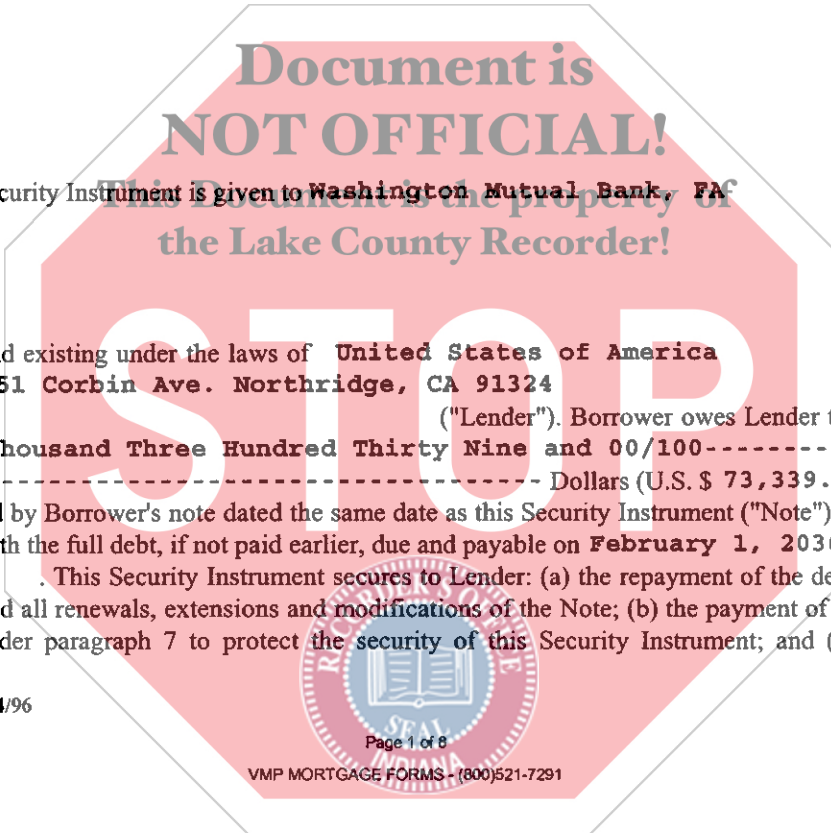 Document is
NOT OFFICIAL!
curity Instrument is given to Washington Mutual Bank, FA
This Document is the property of
the Lake County Recorder!
STOP
d existing under the laws of United States of America
51 Corbin Ave. Northridge, CA 91324
("Lender"). Borrower owes Lender t
housand Three Hundred Thirty Nine and 00/100---------
------------------------------------ Dollars (U.S. $ 73,339.
by Borrower's note dated the same date as this Security Instrument ("Note")
th the full debt, if not paid earlier, due and payable on February 1, 203
. This Security Instrument secures to Lender: (a) the repayment of the de
d all renewals, extensions and modifications of the Note; (b) the payment of
der paragraph 7 to protect the security of this Security Instrument; and (
/96
RECORDER'S OFFICE
SEAL
INDIANA
Page 1 of 8
VMP MORTGAGE FORMS - (800)521-7291